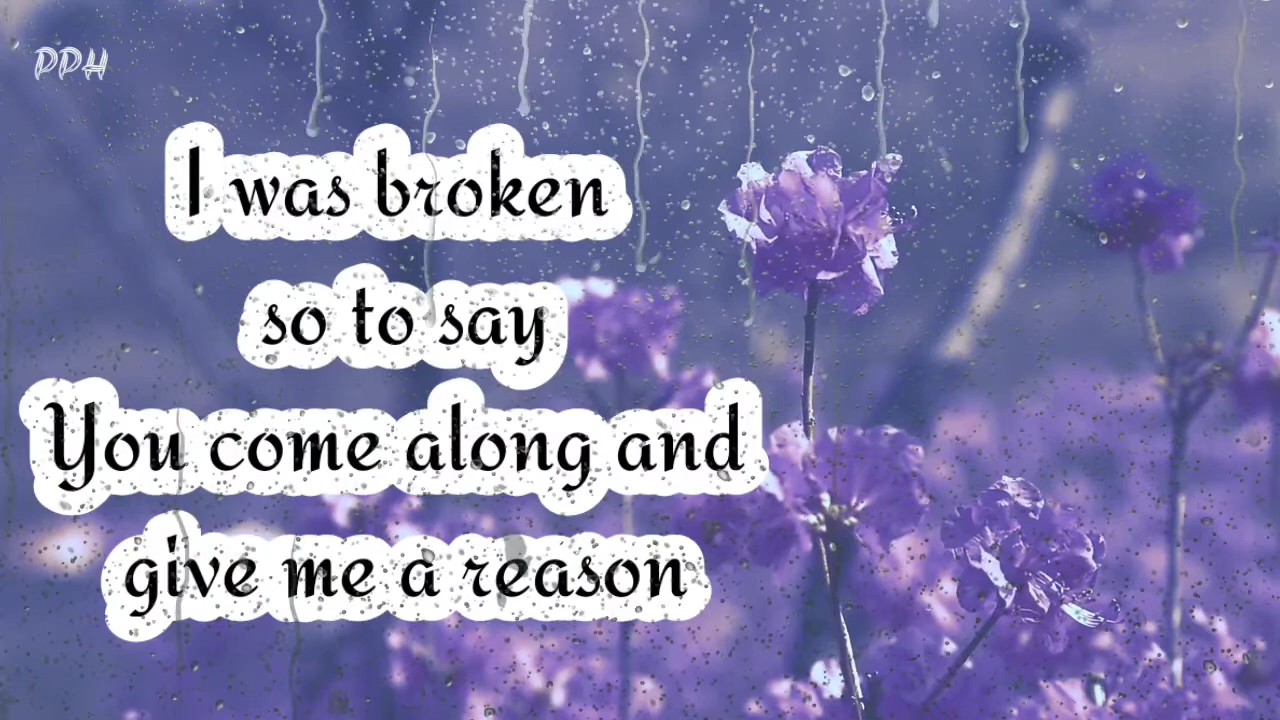 PPH
I was broken
so to say
You come along and
give me a reason